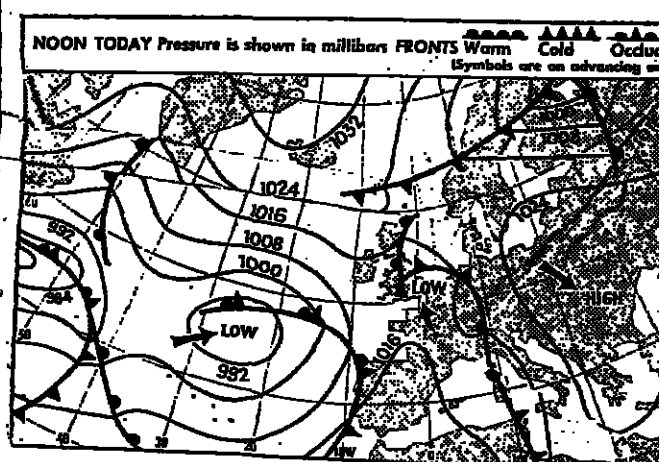 NOON TODAY Pressure is shown in millibars FRONTS Warm Cold Occlu
(Symbols are on advancing
1032
1024
1016
1008
1000
992
984
LOW
992
1016
LOW
1024
HIGH